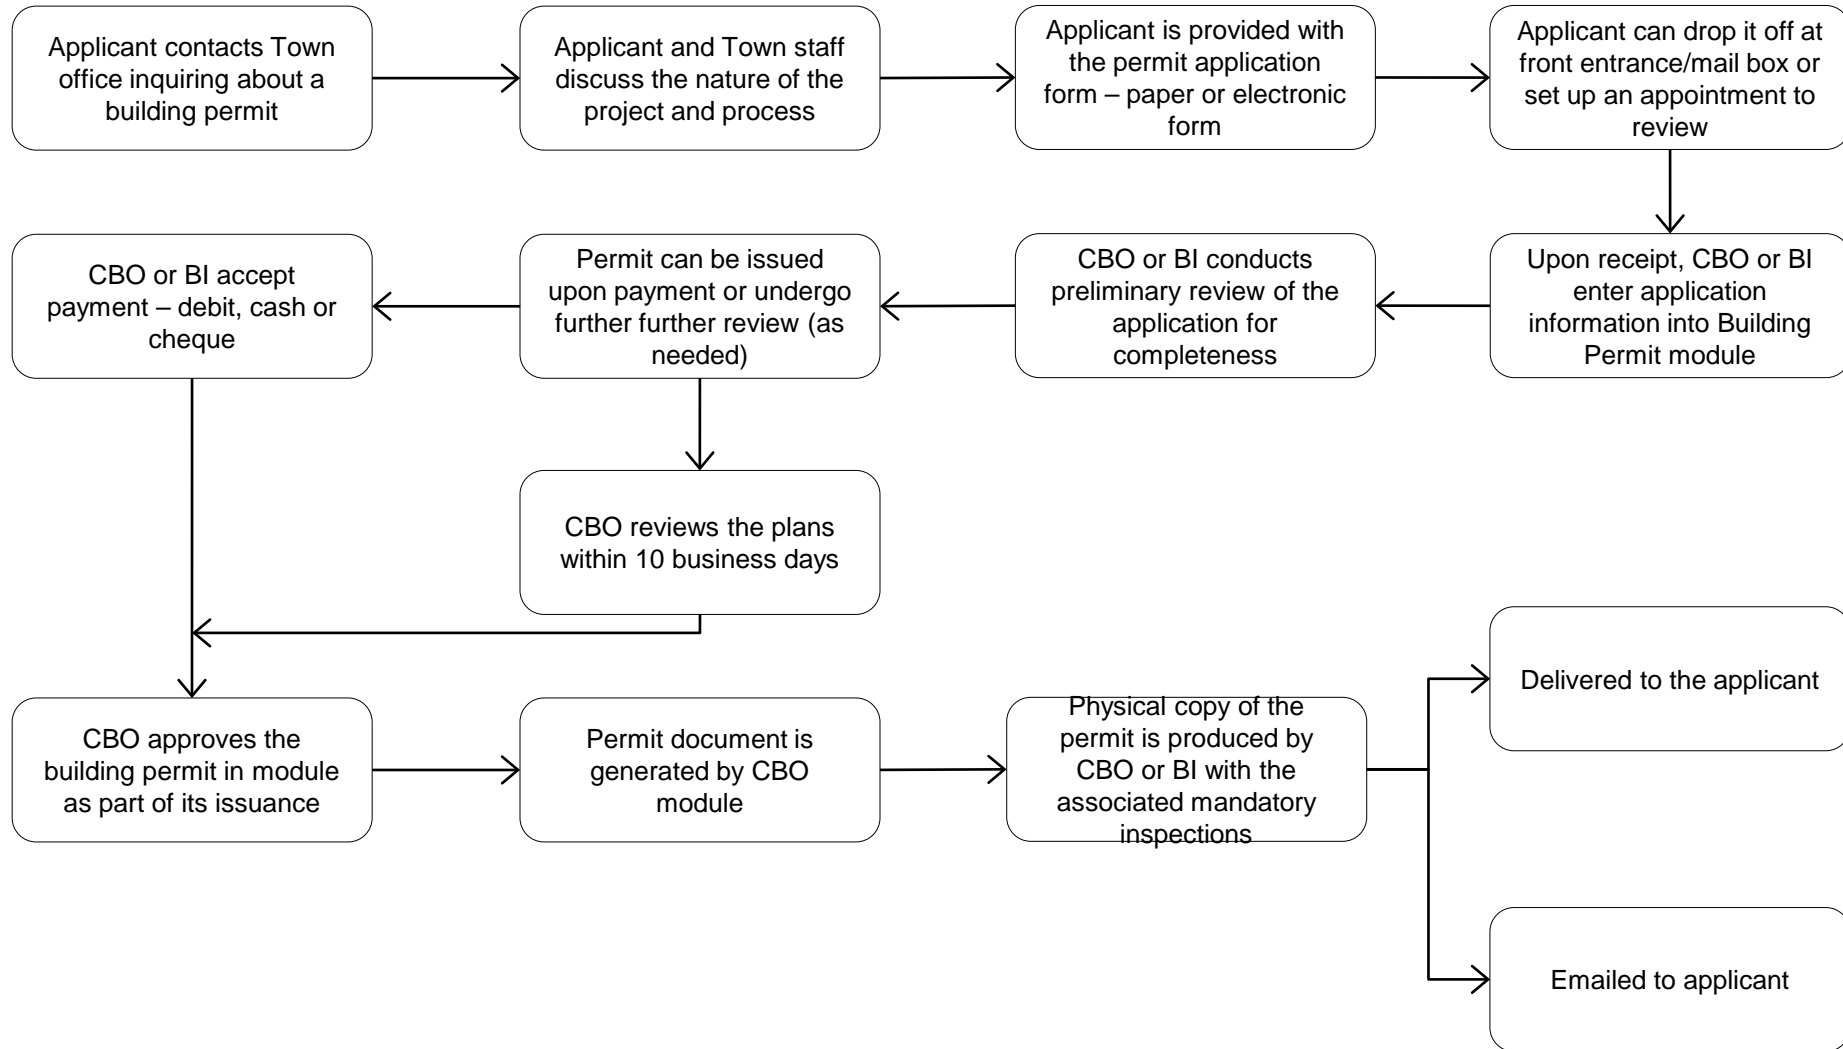 Applicant contacts Town
office inquiring about a
building permit
Applicant and Town staff
discuss the nature of the
project and process
Applicant is provided with
the permit application
form – paper or electronic
form
Applicant can drop it off at
front entrance/mail box or
set up an appointment to
review
Upon receipt, CBO or BI
enter application
information into Building
Permit module
CBO or BI conducts
preliminary review of the
application for
completeness
Permit can be issued
upon payment or undergo
further further review (as
needed)
CBO or BI accept
payment – debit, cash or
cheque
CBO reviews the plans
within 10 business days
CBO approves the
building permit in module
as part of its issuance
Permit document is
generated by CBO
module
Physical copy of the
permit is produced by
CBO or BI with the
associated mandatory
inspections
Delivered to the applicant
Emailed to applicant